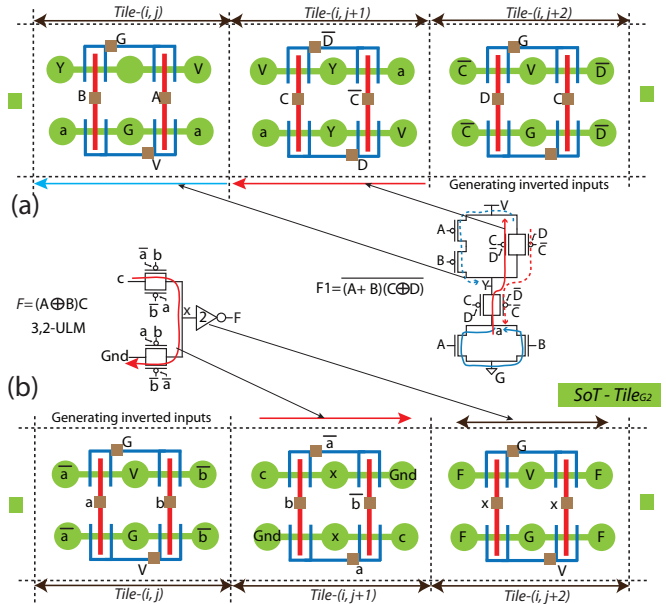 Tile-(i, j)
Tile-(i, j+1)
Tile-(i, j+2)
G
D̅
G
Y
V
V
Y
a
C̅
V
D̅
B
A
C
C̅
D
C
a
G
a
a
Y
V
C̅
G
D̅
V
D
V
(a)
Generating inverted inputs
V
A
C
D̅
D
C̅
B
a̅
b
Y
c
F=(A⊕B)C
3,2-ULM
b̅
a
x
2
F
F1=(A+ B)(C⊕D)
C
D
D̅
C̅
a̅
b
a
Gnd
b̅
a̅
A
B
G
(b)
SoT - TileG2
Generating inverted inputs
G
a̅
G
a̅
V
b̅
c
x
Gnd
F
V
F
a
b
b
b̅
x
x
a̅
G
b̅
Gnd
x
c
F
G
F
V
a
V
Tile-(i, j)
Tile-(i, j+1)
Tile-(i, j+2)